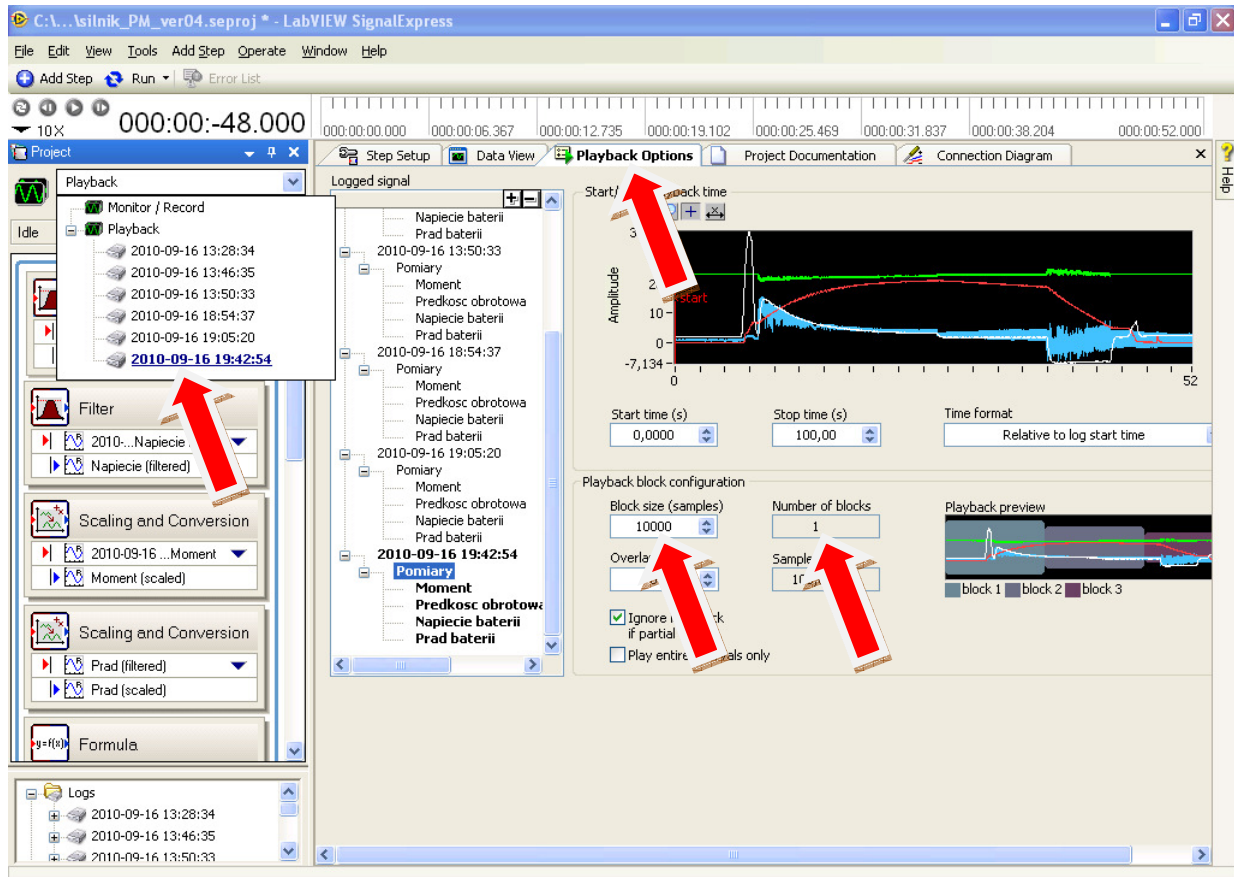 C:\...\silnik_PM_ver04.seproj * - LabVIEW SignalExpress
File Edit View Tools Add Step Operate Window Help
Add Step Run Error List
10X
000:00:-48.000
000:00:00.000 000:00:06.367 000:00:12.735 000:00:19.102 000:00:25.469 000:00:31.837 000:00:38.204 000:00:52.000
Project
Step Setup Data View Playback Options Project Documentation Connection Diagram
Help
Playback
Idle
Monitor / Record
Playback
2010-09-16 13:28:34
2010-09-16 13:46:35
2010-09-16 13:50:33
2010-09-16 18:54:37
2010-09-16 19:05:20
2010-09-16 19:42:54
Filter
2010-...Napiecie
Napiecie (filtered)
Scaling and Conversion
2010-09-16 ...Moment
Moment (scaled)
Scaling and Conversion
Prad (filtered)
Prad (scaled)
y=f(x)
Formula
Logs
2010-09-16 13:28:34
2010-09-16 13:46:35
2010-09-16 13:50:33
Logged signal
Napiecie baterii
Prad baterii
2010-09-16 13:50:33
Pomiary
Moment
Predkosc obrotowa
Napiecie baterii
Prad baterii
2010-09-16 18:54:37
Pomiary
Moment
Predkosc obrotowa
Napiecie baterii
Prad baterii
2010-09-16 19:05:20
Pomiary
Moment
Predkosc obrotowa
Napiecie baterii
Prad baterii
2010-09-16 19:42:54
Pomiary
Moment
Predkosc obrotowa
Napiecie baterii
Prad baterii
Start/ back time
Amplitude
3
2
10
0
-7,134
start
0 52
Start time (s) Stop time (s) Time format
0,0000 100,00 Relative to log start time
Playback block configuration
Block size (samples) Number of blocks Playback preview
10000 1
block 1 block 2 block 3
Ignore
if partial
Play entire only